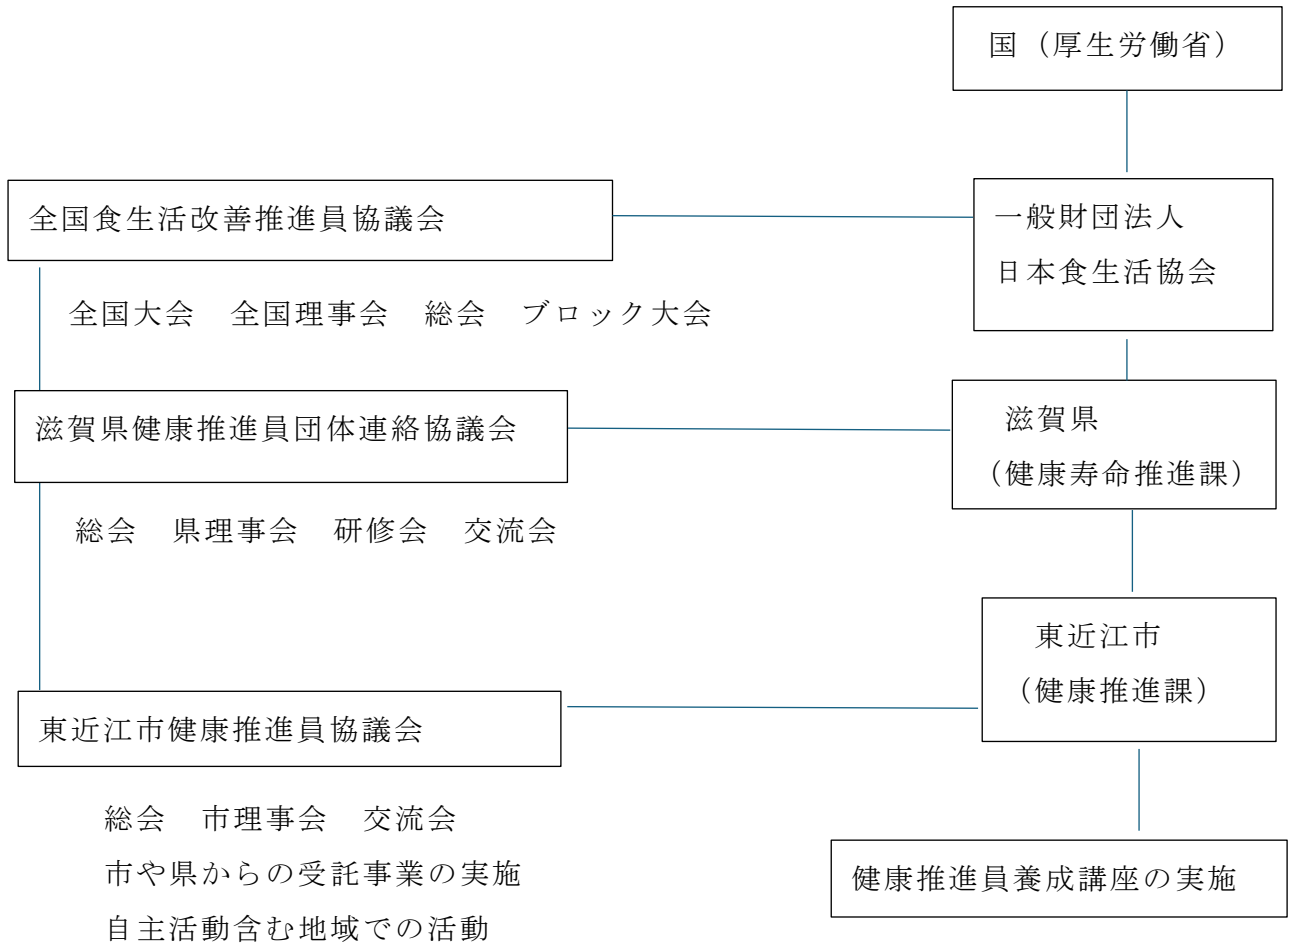 国（厚生労働省）
全国食生活改善推進員協議会
一般財団法人
日本食生活協会
全国大会　全国理事会　総会　ブロック大会
滋賀県健康推進員団体連絡協議会
滋賀県
（健康寿命推進課）
総会　県理事会　研修会　交流会
東近江市
（健康推進課）
東近江市健康推進員協議会
総会　市理事会　交流会
市や県からの受託事業の実施
自主活動含む地域での活動
健康推進員養成講座の実施